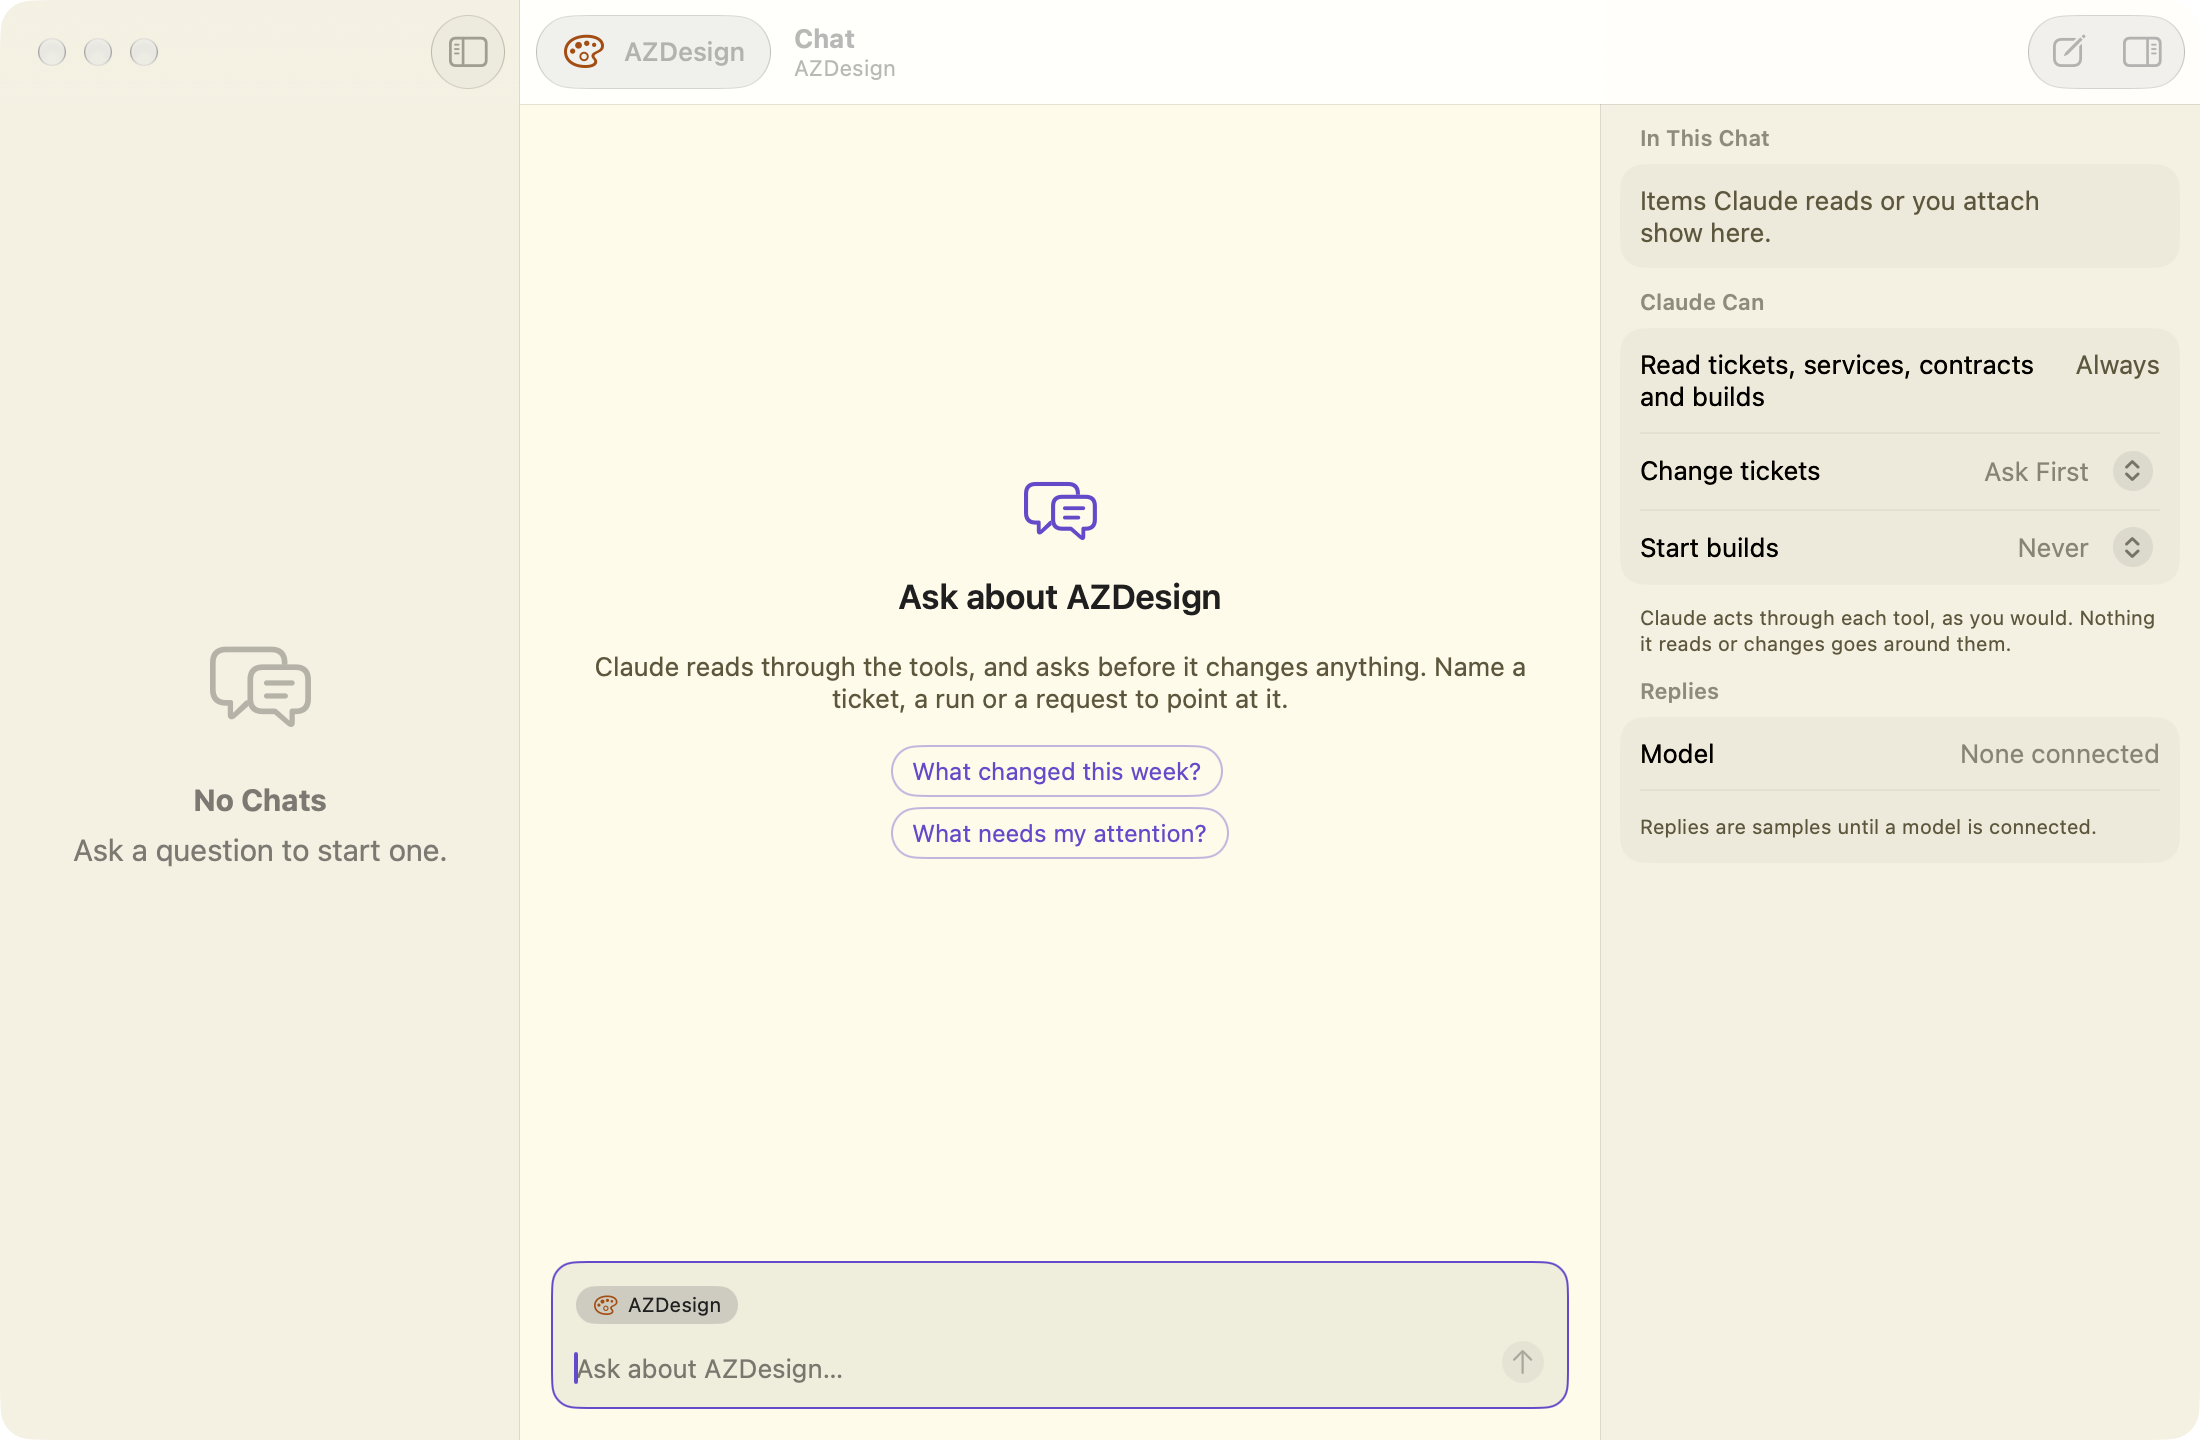 AZDesign
Chat
AZDesign
No Chats
Ask a question to start one.
Ask about AZDesign
Claude reads through the tools, and asks before it changes anything. Name a
ticket, a run or a request to point at it.
What changed this week?
What needs my attention?
AZDesign
Ask about AZDesign...
In This Chat
Items Claude reads or you attach
show here.
Claude Can
Read tickets, services, contracts
and builds
Always
Change tickets
Ask First
Start builds
Never
Claude acts through each tool, as you would. Nothing
it reads or changes goes around them.
Replies
Model
None connected
Replies are samples until a model is connected.